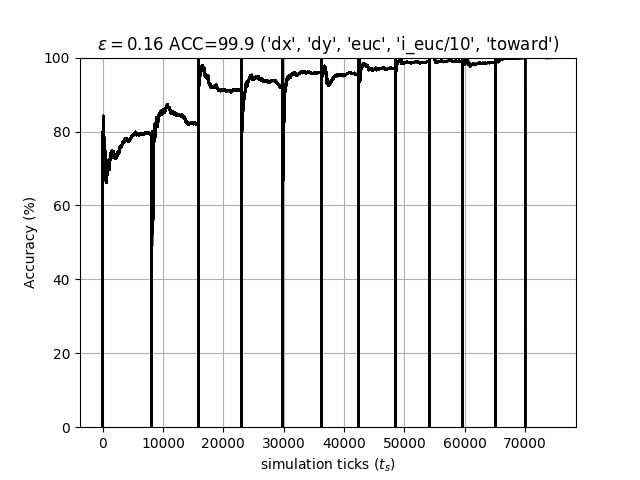 ε = 0.16 ACC=99.9 ('dx', 'dy', 'euc', 'i_euc/10', 'toward')
100
80
60
40
20
0
Accuracy (%)
0 10000 20000 30000 40000 50000 60000 70000
simulation ticks (tₛ)